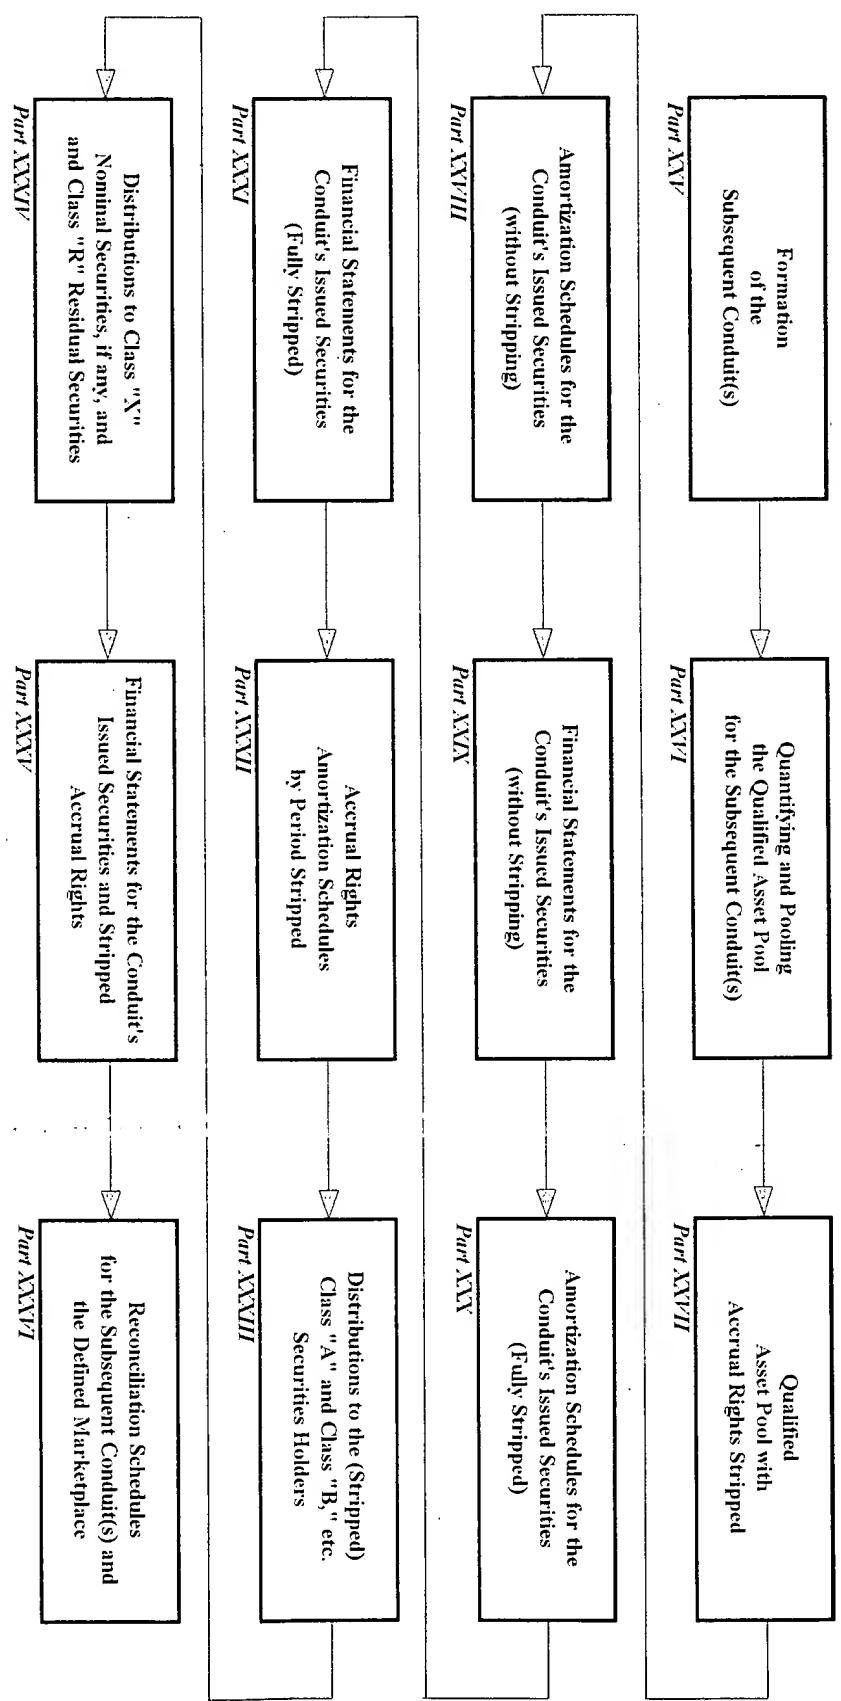 Formation
of the
Subsequent Conduit(s)
Part XXV
Quantifying and Pooling
the Qualified Asset Pool
for the Subsequent Conduit(s)
Part XXVI
Qualified
Asset Pool with
Accrual Rights Stripped
Part XXVII
Amortization Schedules for the
Conduit's Issued Securities
(without Stripping)
Part XXVIII
Financial Statements for the
Conduit's Issued Securities
(without Stripping)
Part XXIX
Amortization Schedules for the
Conduit's Issued Securities
(Fully Stripped)
Part XXX
Financial Statements for the
Conduit's Issued Securities
(Fully Stripped)
Part XXXI
Accrual Rights
Amortization Schedules
by Period Stripped
Part XXXII
Distributions to the (Stripped)
Class "A" and Class "B," etc.
Securities Holders
Part XXXIII
Distributions to Class "X"
Nominal Securities, if any, and
and Class "R" Residual Securities
Part XXXIV
Financial Statements for the Conduit's
Issued Securities and Stripped
Accrual Rights
Part XXXV
Reconciliation Schedules
for the Subsequent Conduit(s) and
the Defined Marketplace
Part XXXVI